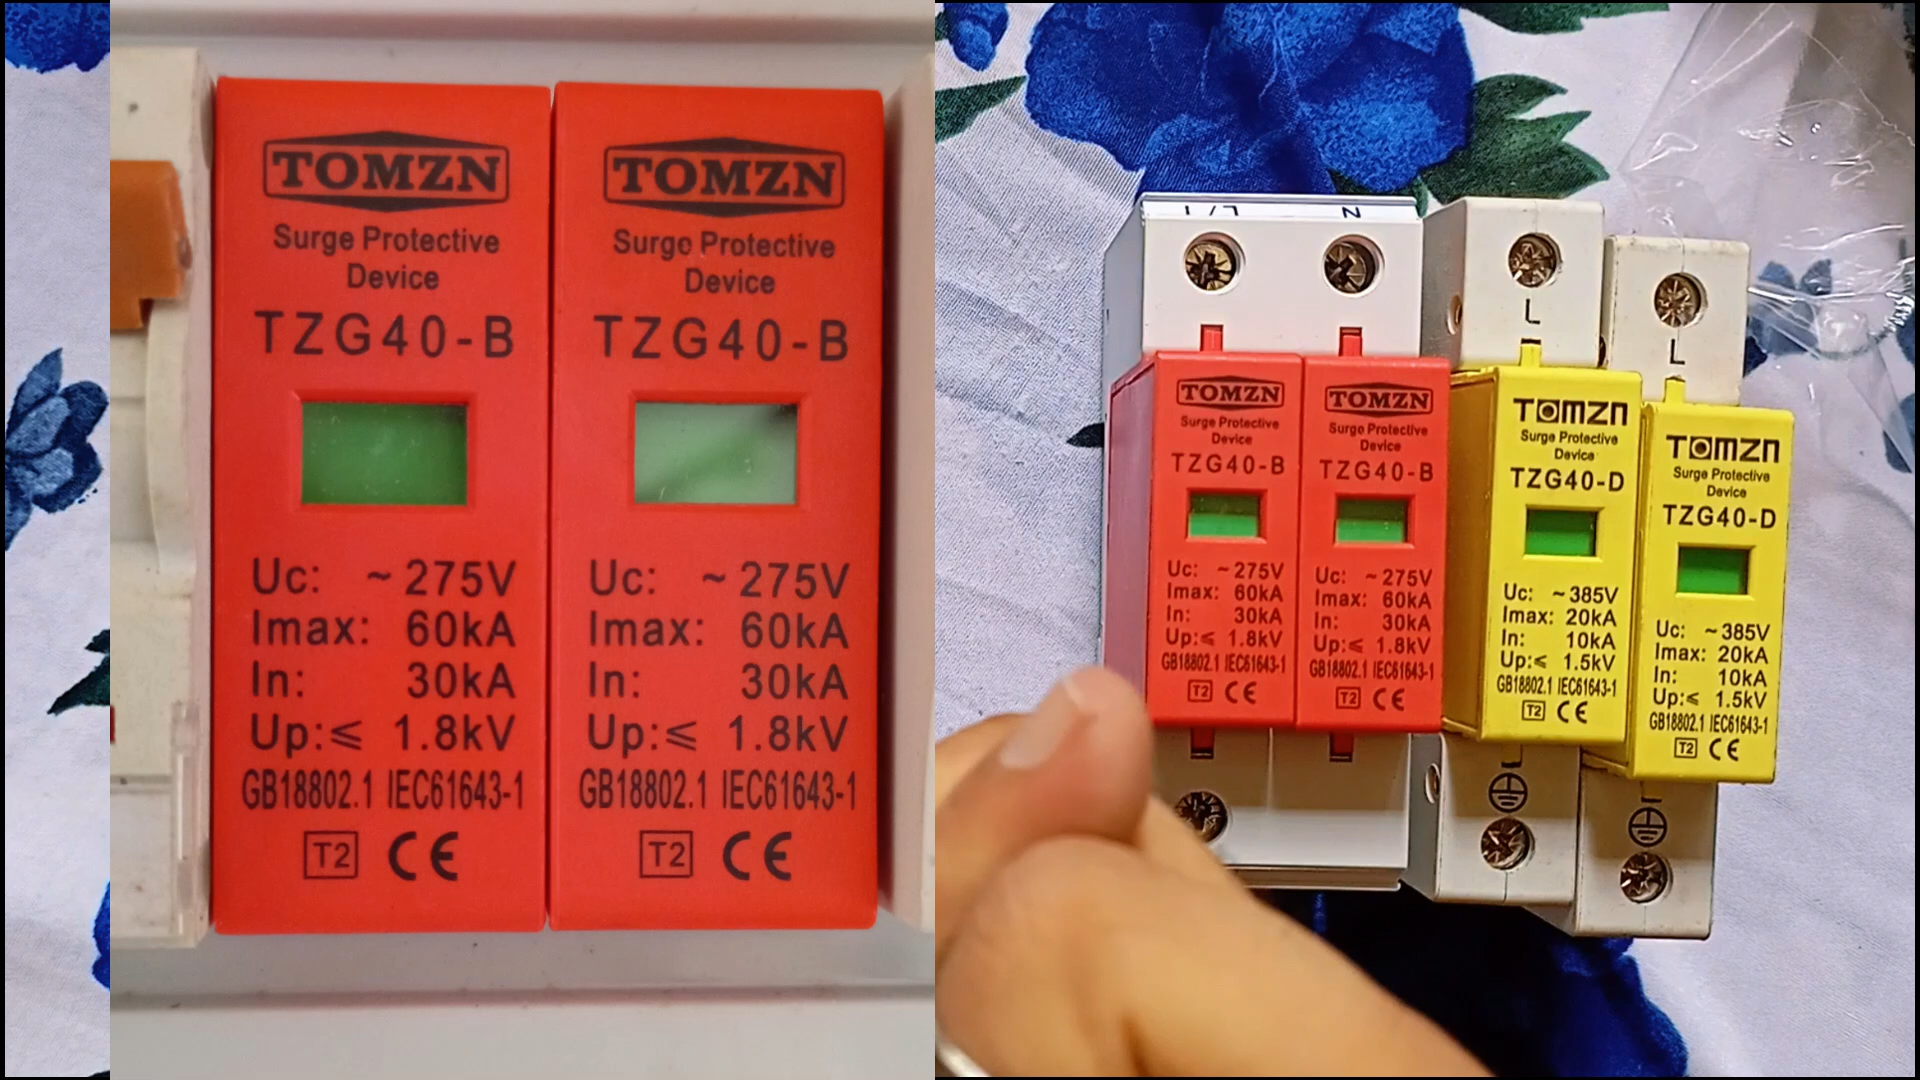 TOMZN
Surge Protective
Device
TZG40-B
Uc: ~275V
Imax: 60kA
In: 30kA
Up:≤ 1.8kV
GB18802.1 IEC61643-1
T2 CE
TOMZN
Surge Protective
Device
TZG40-B
Uc: ~275V
Imax: 60kA
In: 30kA
Up:≤ 1.8kV
GB18802.1 IEC61643-1
T2 CE
N
TOMZN
Surge Protective
Device
TZG40-B
Uc: ~275V
Imax: 60kA
In: 30kA
Up:≤ 1.8kV
GB18802.1 IEC61643-1
T2 CE
TOMZN
Surge Protective
Device
TZG40-B
Uc: ~275V
Imax: 60kA
In: 30kA
Up:≤ 1.8kV
GB18802.1 IEC61643-1
T2 CE
L
TOMZN
Surge Protective
Device
TZG40-D
Uc: ~385V
Imax: 20kA
In: 10kA
Up:≤ 1.5kV
GB18802.1 IEC61643-1
T2 CE
L
TOMZN
Surge Protective
Device
TZG40-D
Uc: ~385V
Imax: 20kA
In: 10kA
Up:≤ 1.5kV
GB18802.1 IEC61643-1
T2 CE